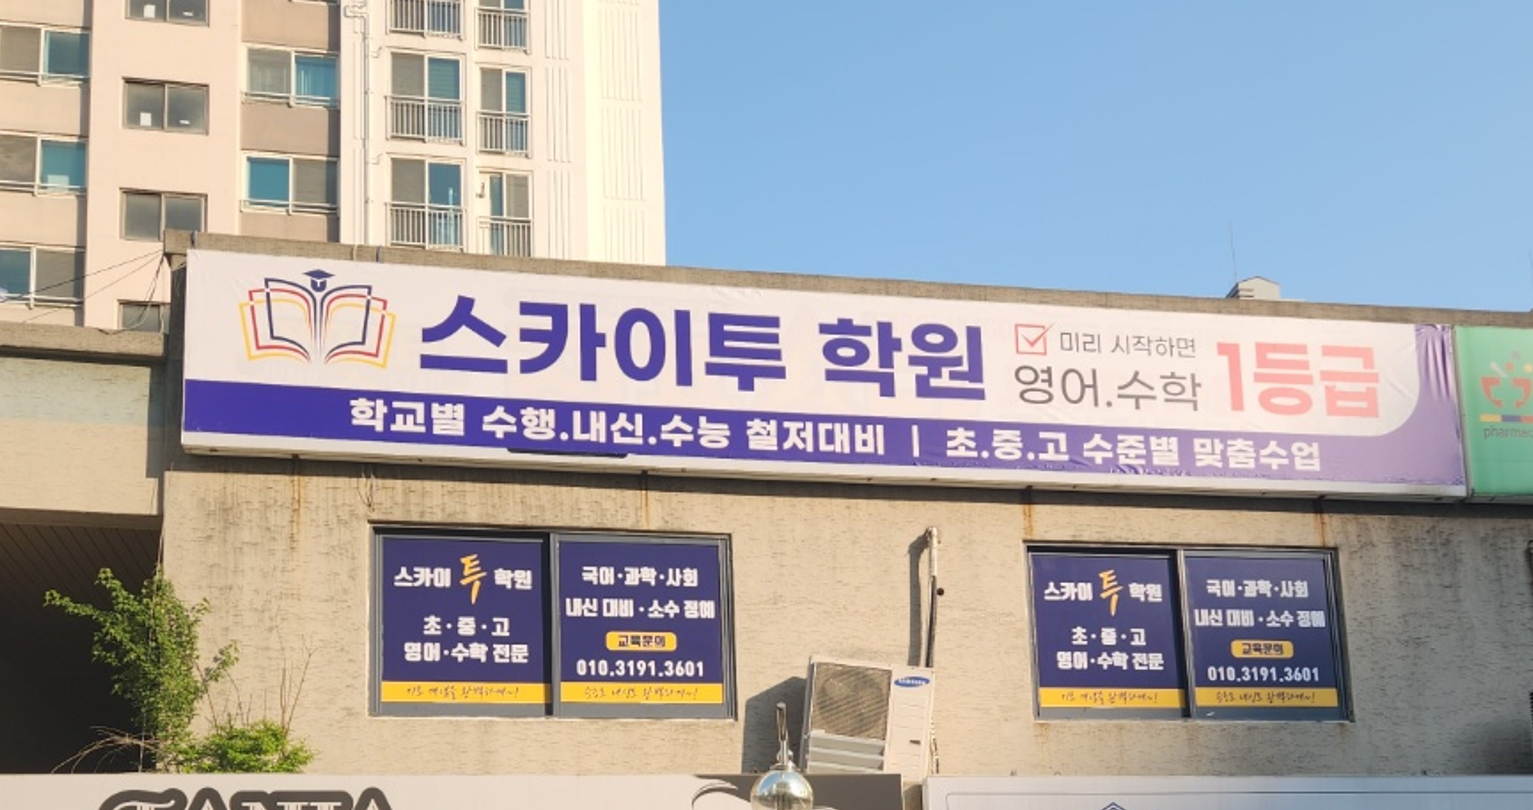 스카이투 학원
미리 시작하면
영어.수학
1등급
학교별 수행.내신.수능 철저대비 | 초.중.고 수준별 맞춤수업
스카이 투 학원
초·중·고
영어·수학 전문
국어·과학·사회
내신 대비·소수 정예
교육문의
010.3191.3601
스카이 투 학원
초·중·고
영어·수학 전문
국어·과학·사회
내신 대비·소수 정예
교육문의
010.3191.3601
SAMSUNG